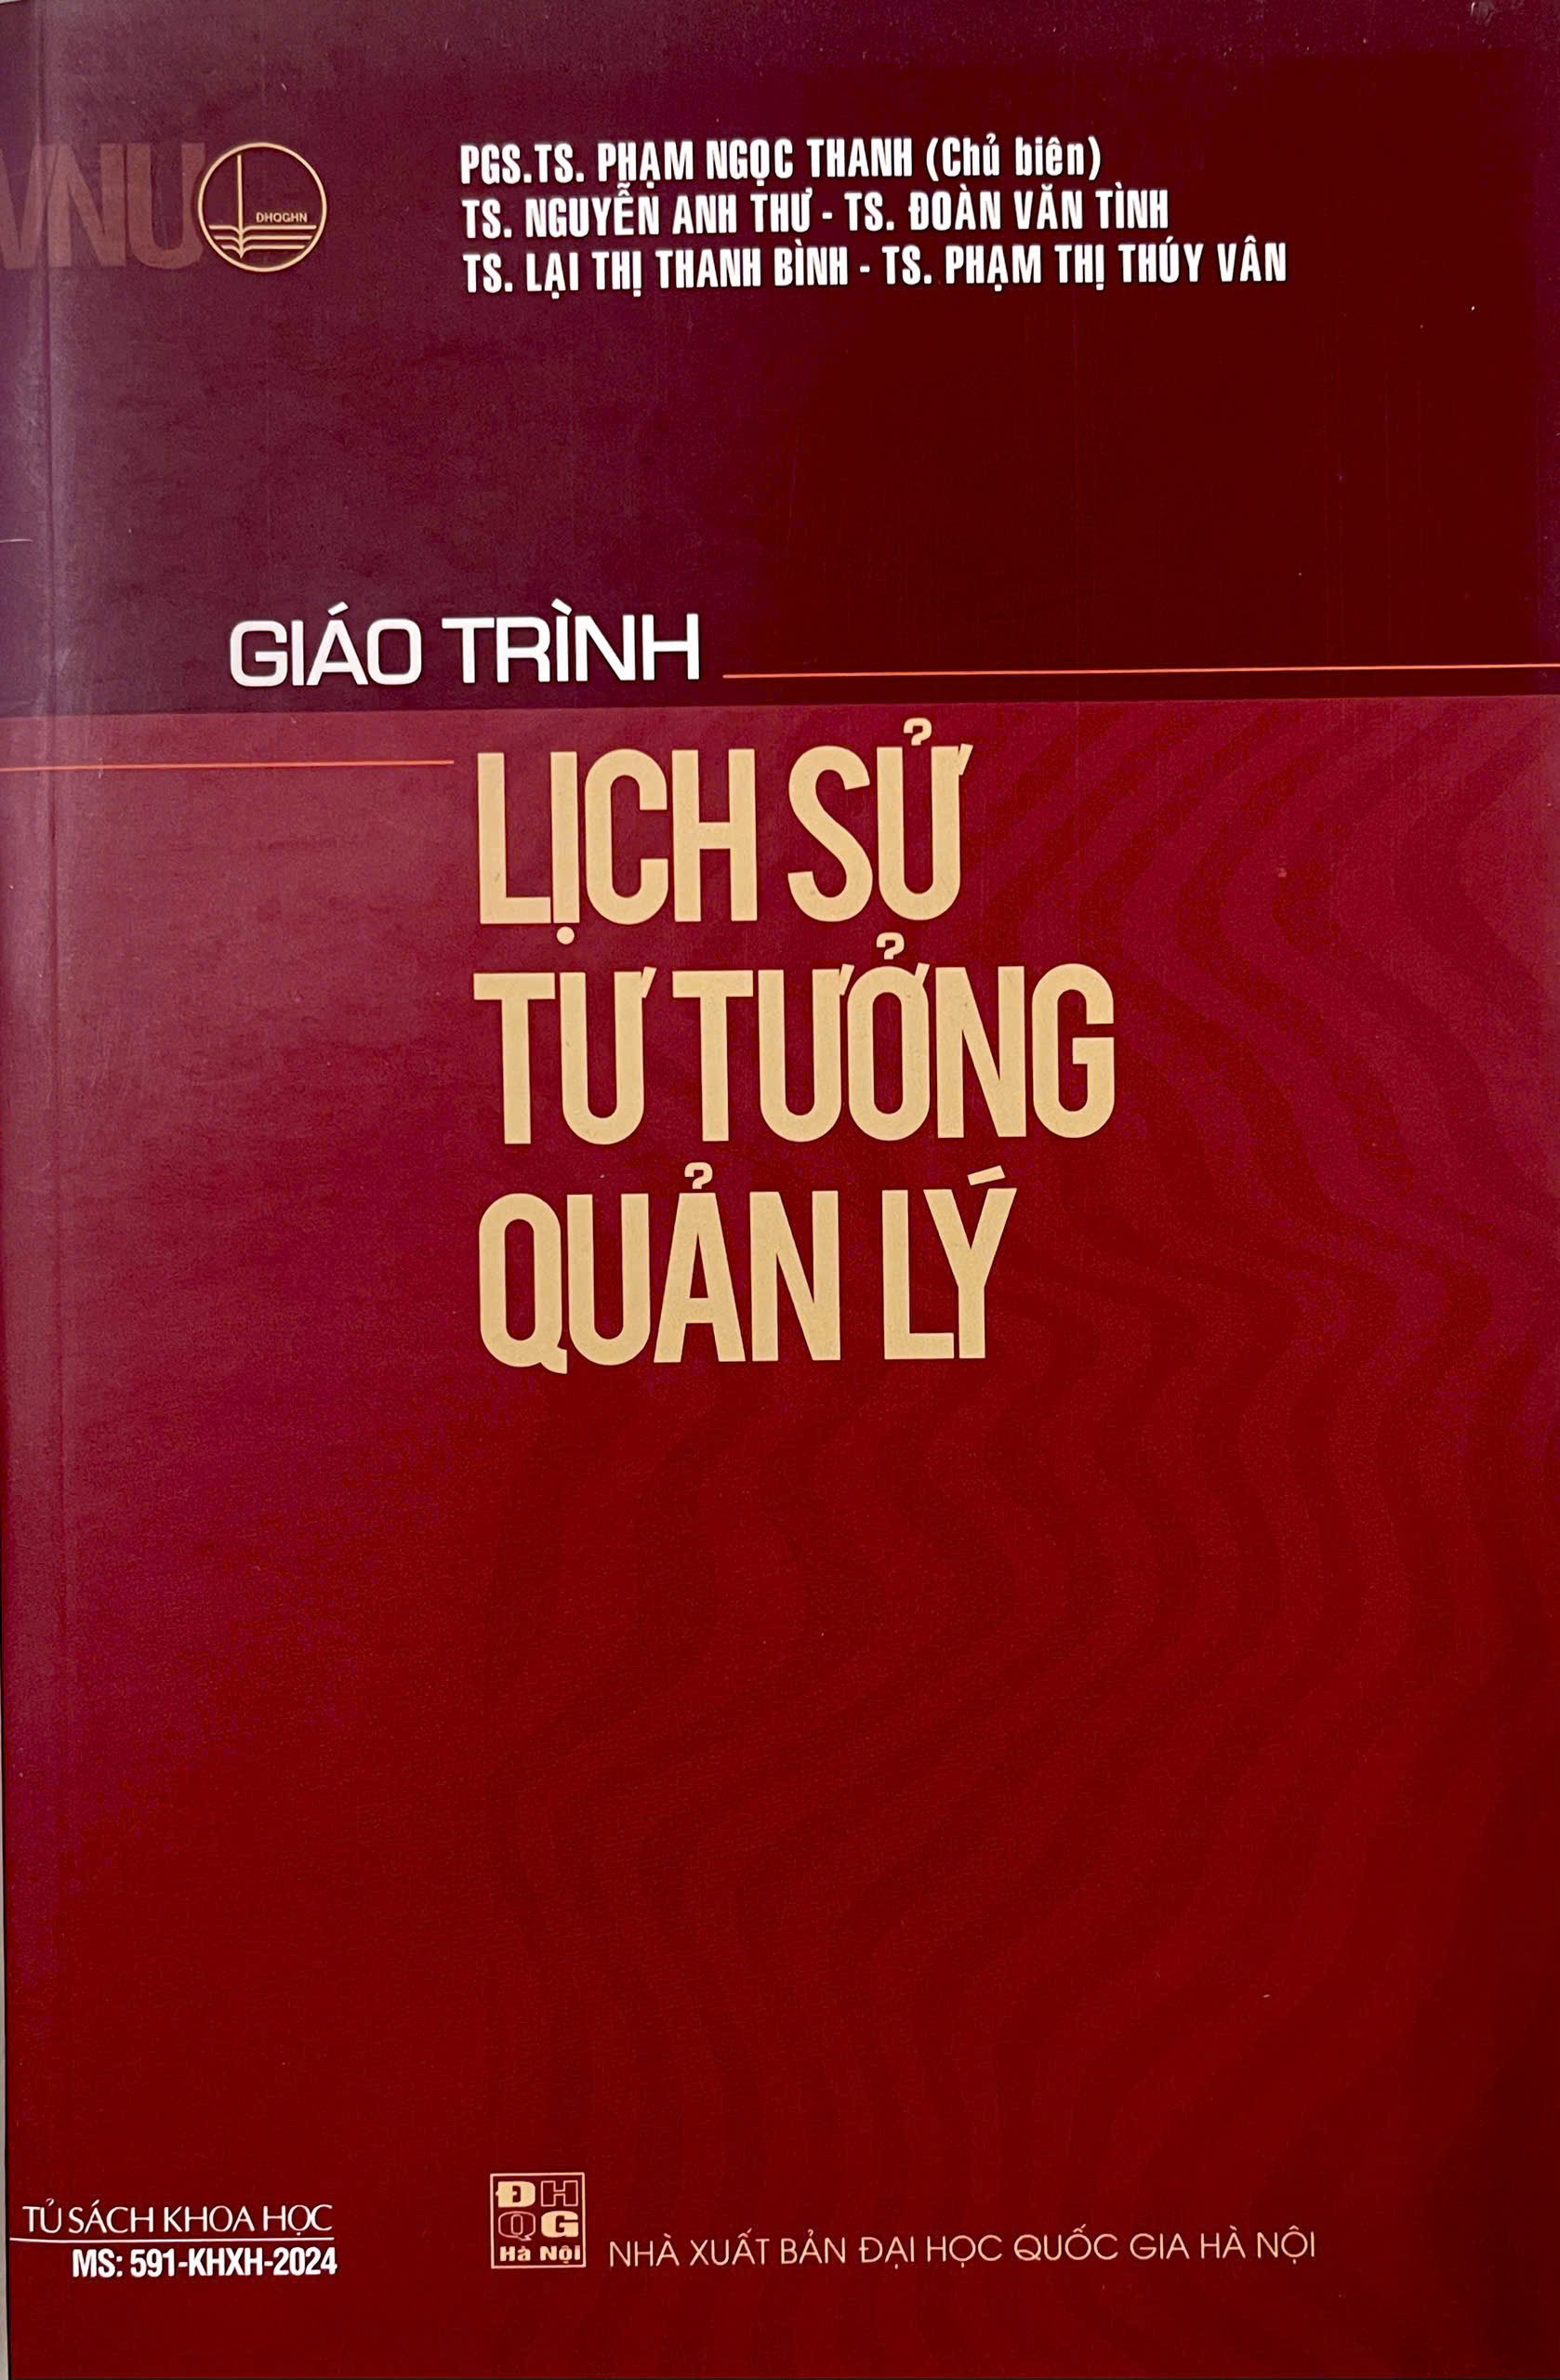 VNU
ĐHQGHN
PGS.TS. PHẠM NGỌC THANH (Chủ biên)
TS. NGUYỄN ANH THƯ - TS. ĐOÀN VĂN TÌNH
TS. LẠI THỊ THANH BÌNH - TS. PHẠM THỊ THÚY VÂN
GIÁO TRÌNH
LỊCH SỬ
TƯ TƯỞNG
QUẢN LÝ
TỦ SÁCH KHOA HỌC
MS: 591-KHXH-2024
ĐH
QG
Hà Nội
NHÀ XUẤT BẢN ĐẠI HỌC QUỐC GIA HÀ NỘI